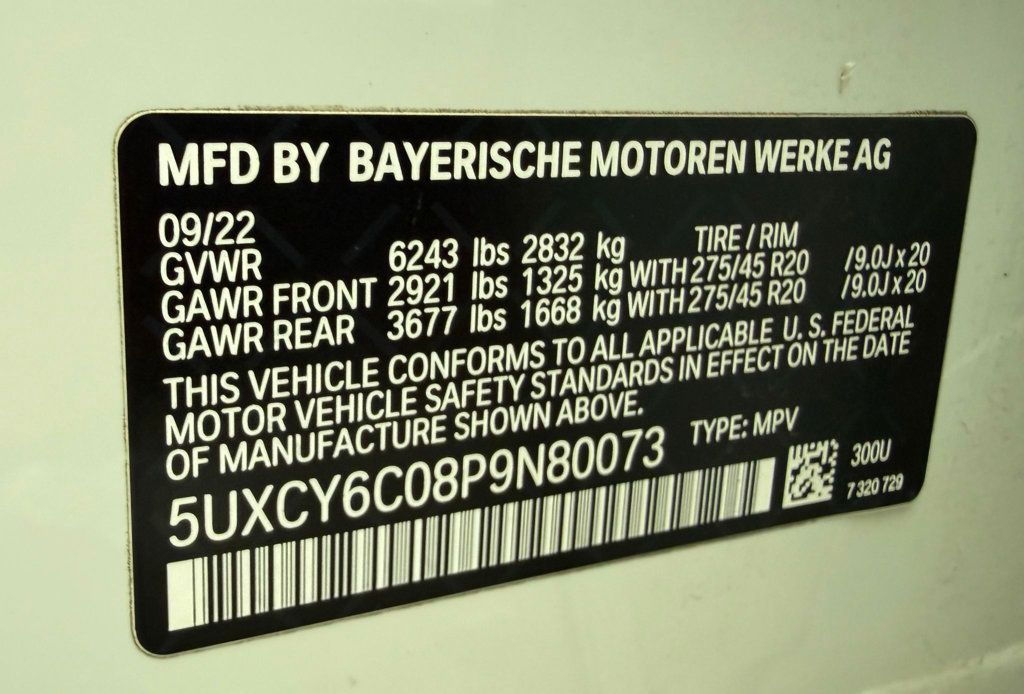 MFD BY BAYERISCHE MOTOREN WERKE AG
09/22 TIRE / RIM
GVWR 6243 lbs 2832 kg
GAWR FRONT 2921 lbs 1325 kg WITH 275/45 R20 /9.0J x 20
GAWR REAR 3677 lbs 1668 kg WITH 275/45 R20 /9.0J x 20
THIS VEHICLE CONFORMS TO ALL APPLICABLE U. S. FEDERAL
MOTOR VEHICLE SAFETY STANDARDS IN EFFECT ON THE DATE
OF MANUFACTURE SHOWN ABOVE.
5UXCY6C08P9N80073 TYPE: MPV
300U
7 320 729